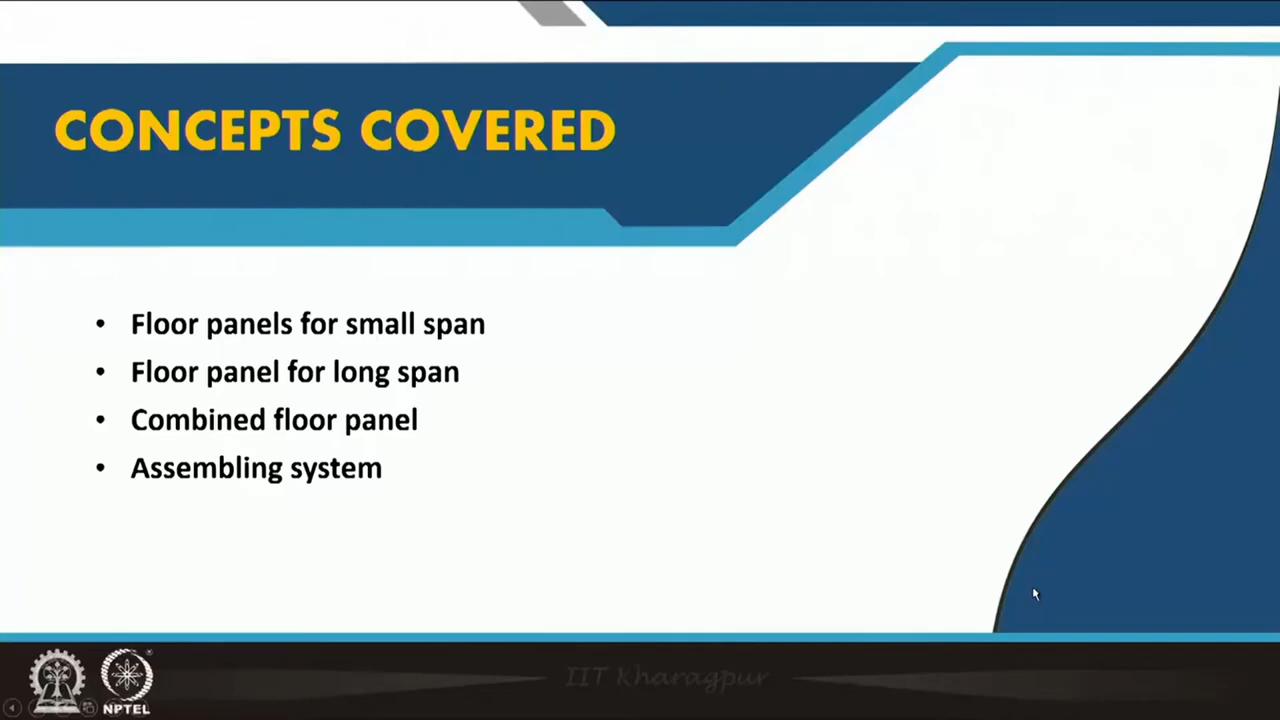 CONCEPTS COVERED
• Floor panels for small span
• Floor panel for long span
• Combined floor panel
• Assembling system
IIT Kharagpur
NPTEL